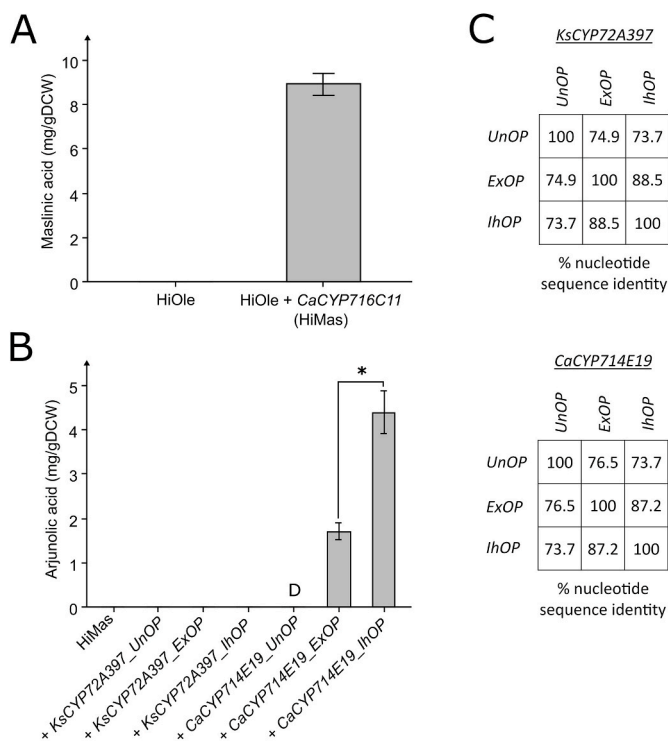 A
Maslinic acid (mg/gDCW)
10
8
6
4
2
0
HiOle
HiOle + CaCYP716C11
(HiMas)
B
Arjunolic acid (mg/gDCW)
5
4
3
2
1
0
*
D
HiMas
+ KsCYP72A397_UnOP
+ KsCYP72A397_ExOP
+ KsCYP72A397_IhOP
+ CaCYP714E19_UnOP
+ CaCYP714E19_ExOP
+ CaCYP714E19_IhOP
C
KsCYP72A397
UnOP ExOP IhOP
UnOP 100 74.9 73.7
ExOP 74.9 100 88.5
IhOP 73.7 88.5 100
% nucleotide
sequence identity
CaCYP714E19
UnOP ExOP IhOP
UnOP 100 76.5 73.7
ExOP 76.5 100 87.2
IhOP 73.7 87.2 100
% nucleotide
sequence identity